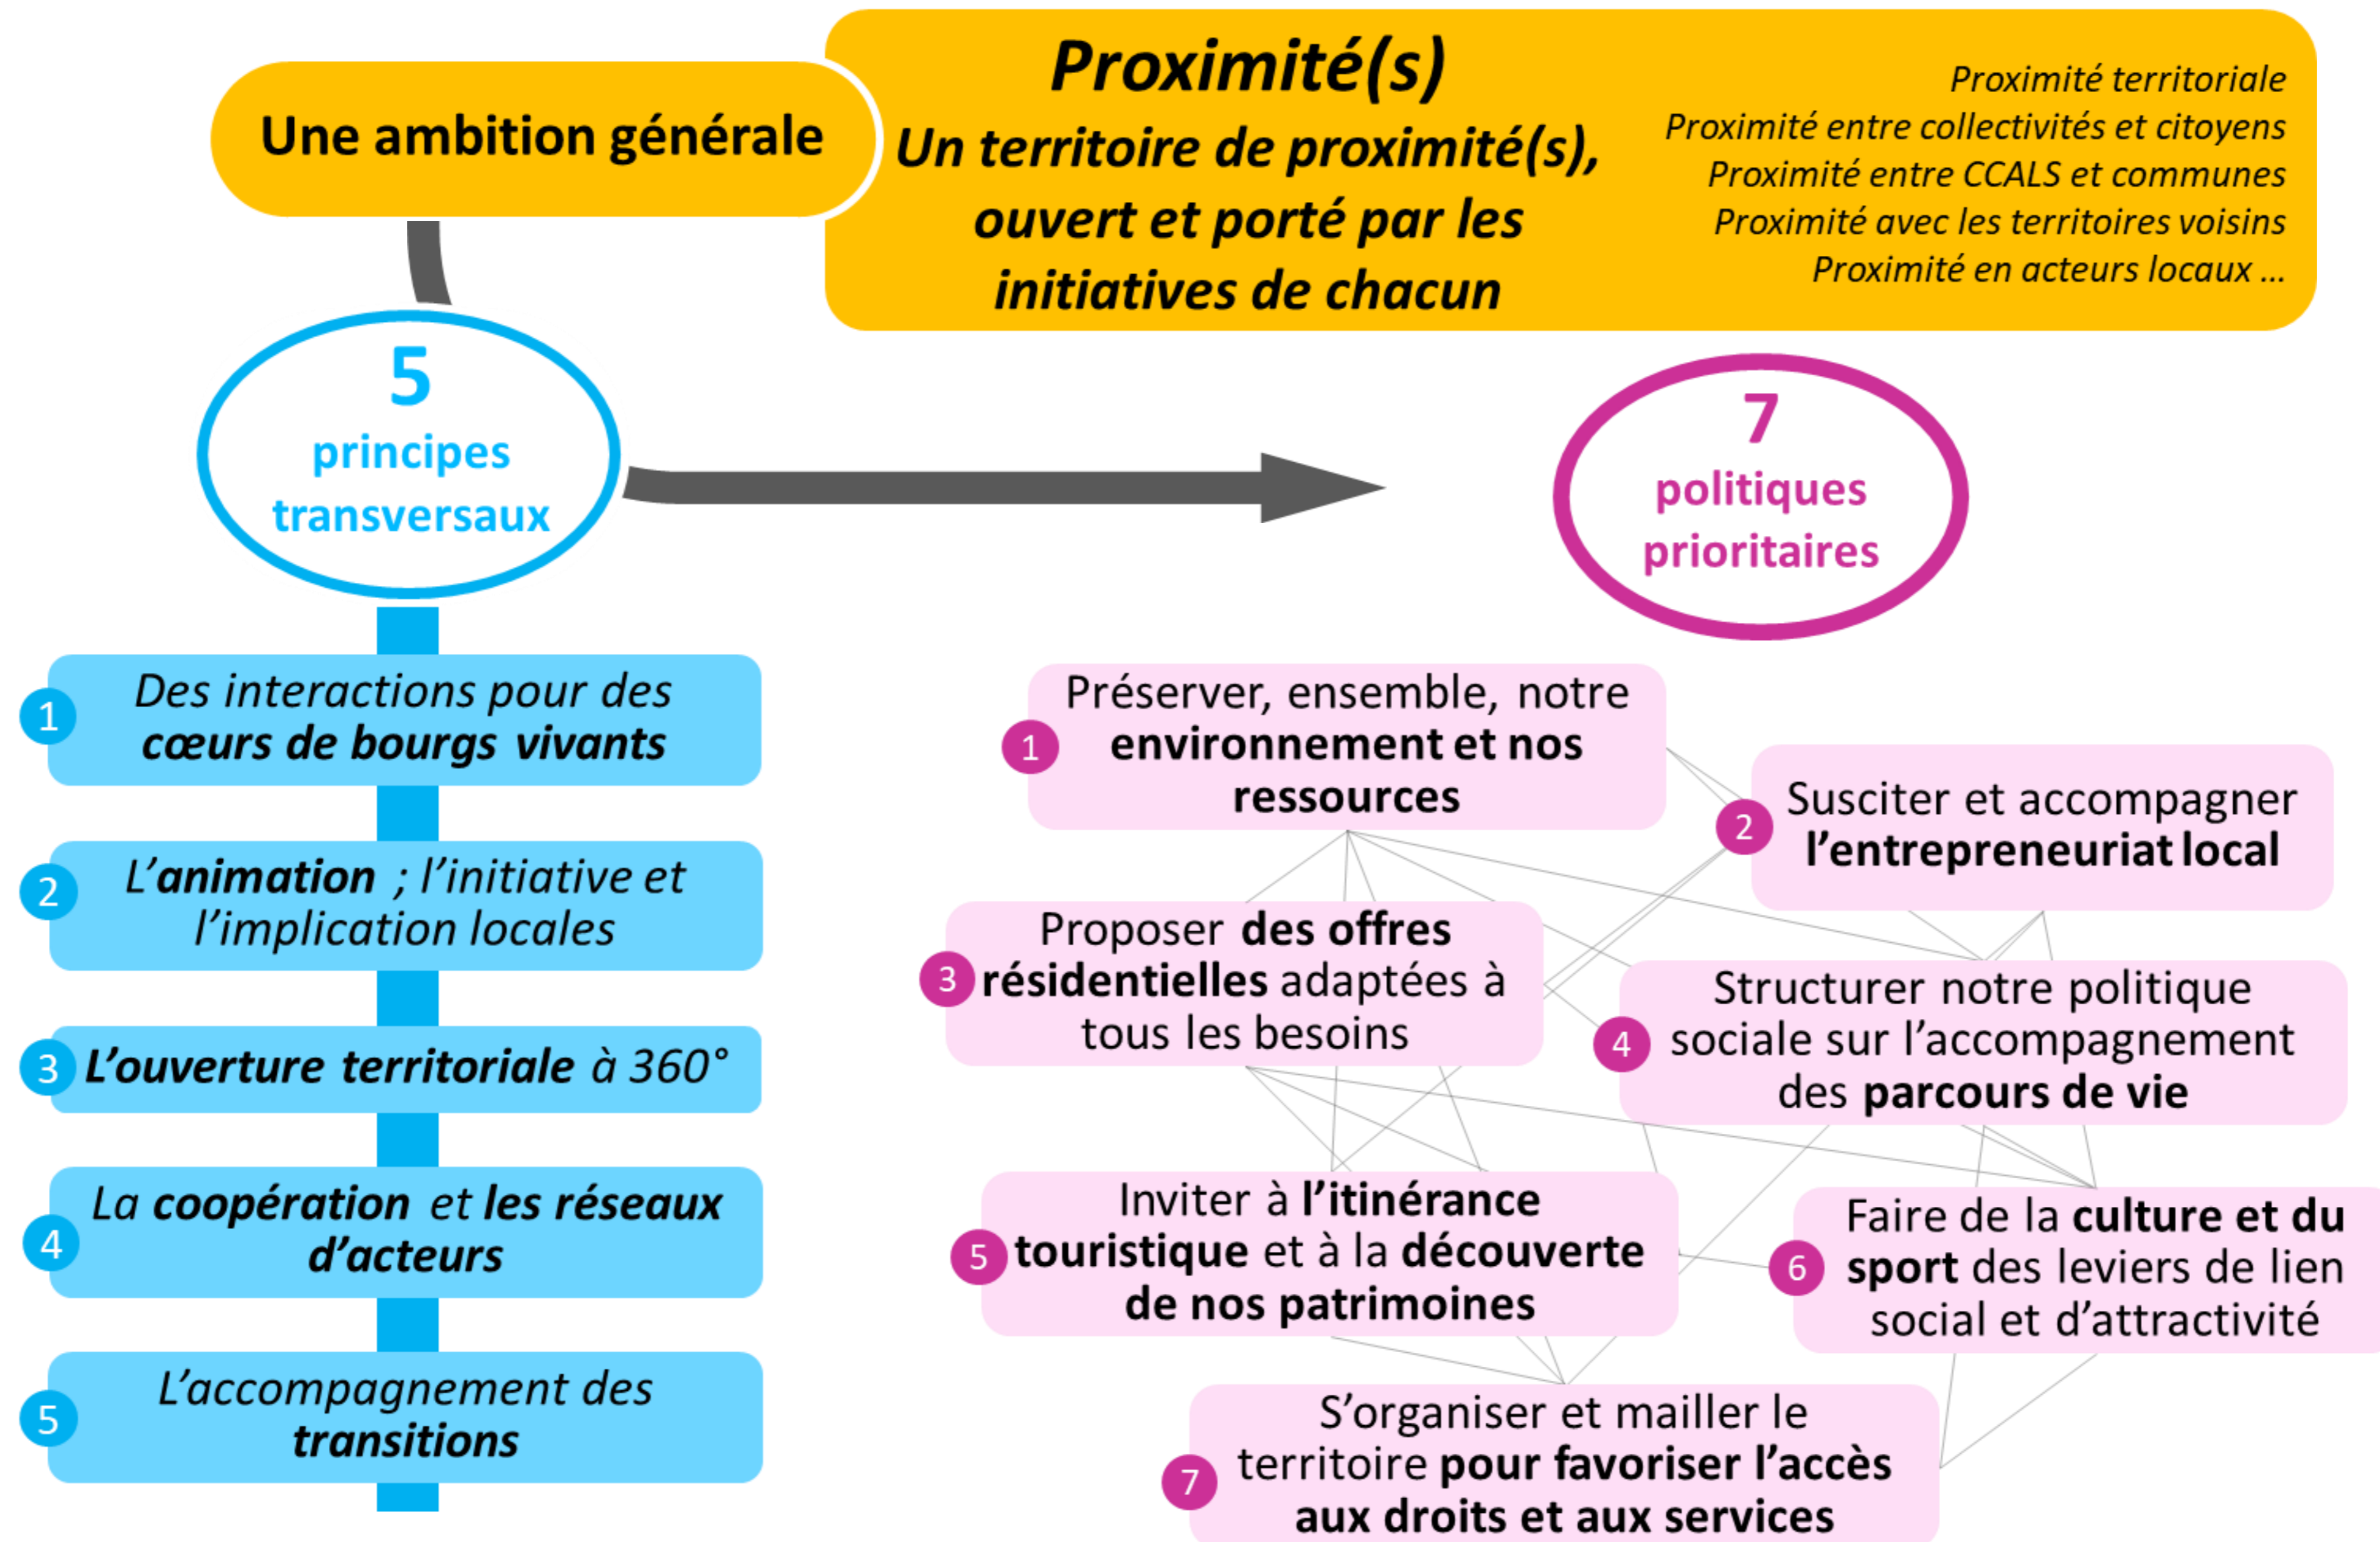 Une ambition générale
Proximité(s)
Un territoire de proximité(s),
ouvert et porté par les
initiatives de chacun
Proximité territoriale
Proximité entre collectivités et citoyens
Proximité entre CCALS et communes
Proximité avec les territoires voisins
Proximité en acteurs locaux ...
5
principes
transversaux
7
politiques
prioritaires
1
Des interactions pour des
cœurs de bourgs vivants
2
L’animation ; l’initiative et
l’implication locales
3
L’ouverture territoriale à 360°
4
La coopération et les réseaux
d’acteurs
5
L’accompagnement des
transitions
1
Préserver, ensemble, notre
environnement et nos
ressources
2
Susciter et accompagner
l’entrepreneuriat local
3
Proposer des offres
résidentielles adaptées à
tous les besoins
4
Structurer notre politique
sociale sur l’accompagnement
des parcours de vie
5
Inviter à l’itinérance
touristique et à la découverte
de nos patrimoines
6
Faire de la culture et du
sport des leviers de lien
social et d’attractivité
7
S’organiser et mailler le
territoire pour favoriser l’accès
aux droits et aux services